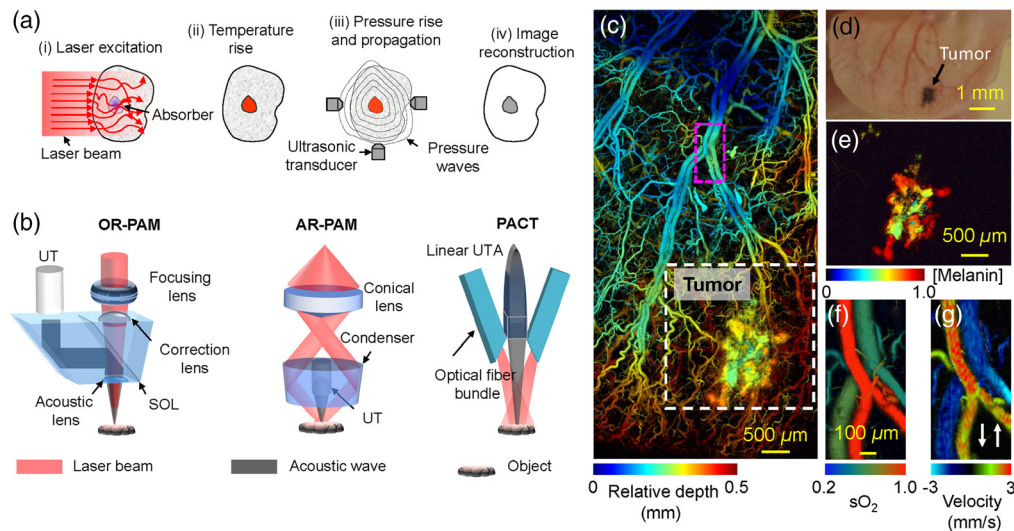 (a)
(i) Laser excitation
Absorber
Laser beam
(ii) Temperature
rise
(iii) Pressure rise
and propagation
Ultrasonic
transducer
Pressure
waves
(iv) Image
reconstruction
(b)
OR-PAM
UT
Focusing
lens
Correction
lens
Acoustic
lens
SOL
AR-PAM
Conical
lens
Condenser
UT
PACT
Linear UTA
Optical fiber
bundle
Laser beam
Acoustic wave
Object
(c)
Tumor
500 µm
0
0.5
Relative depth
(mm)
(d)
Tumor
1 mm
(e)
500 µm
0
1.0
[Melanin]
(f)
100 µm
0.2
1.0
sO2
(g)
-3
3
Velocity
(mm/s)